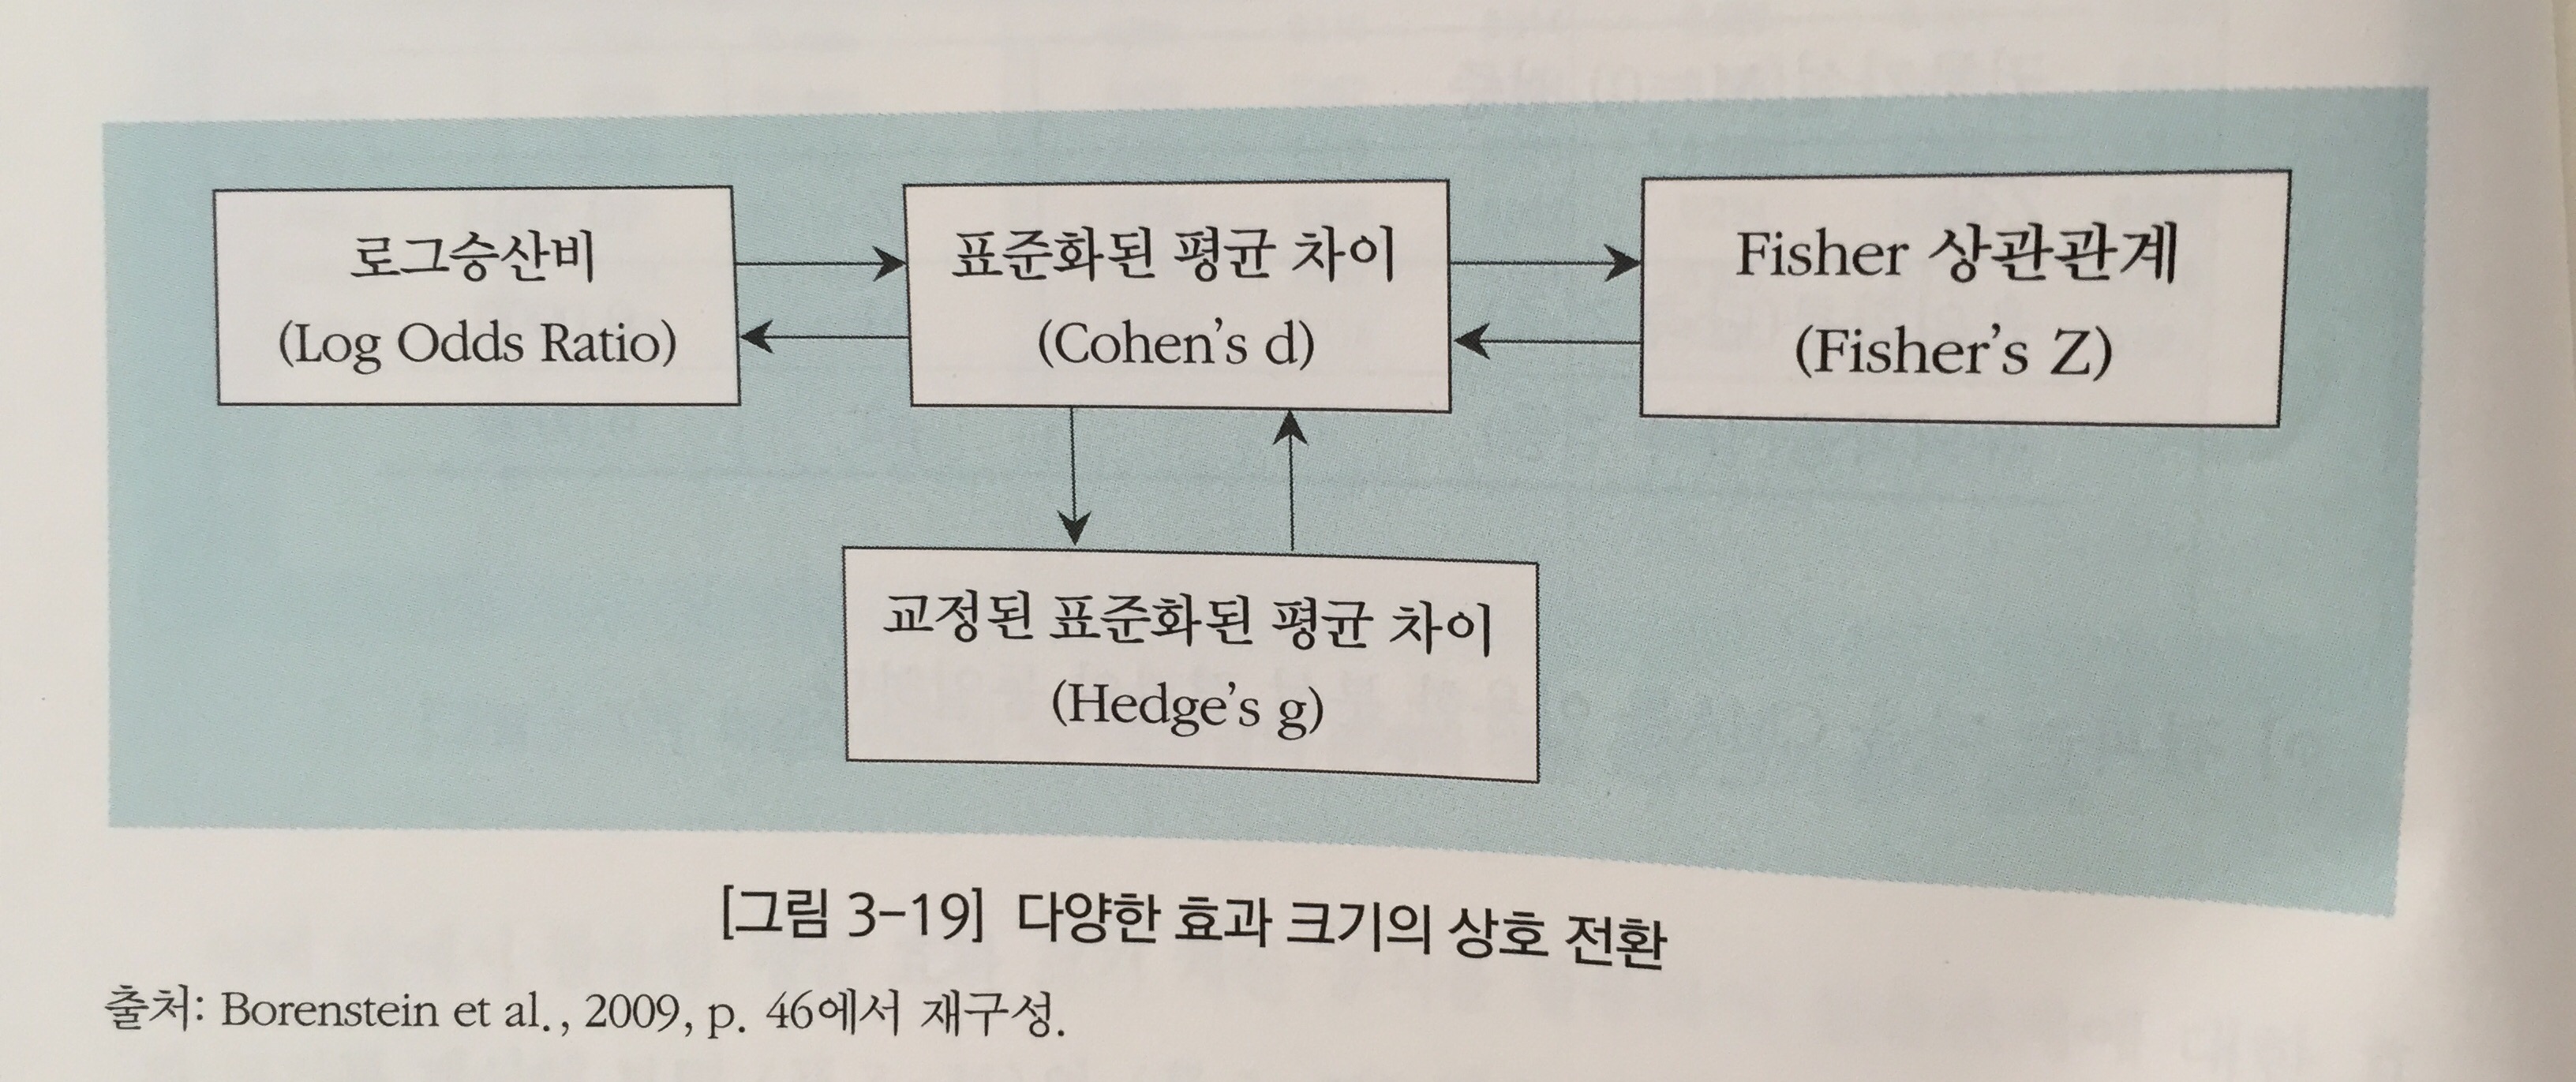 로그승산비
(Log Odds Ratio)
표준화된 평균 차이
(Cohen's d)
Fisher 상관관계
(Fisher's Z)
교정된 표준화된 평균 차이
(Hedge's g)
[그림 3-19] 다양한 효과 크기의 상호 전환
출처: Borenstein et al., 2009, p. 46에서 재구성.